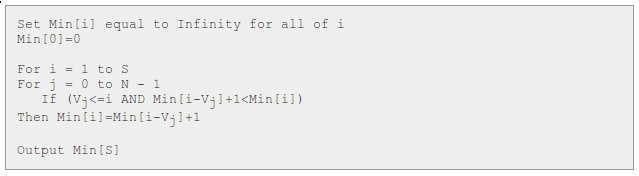 Set Min[i] equal to Infinity for all of i
Min[0]=0
For i = 1 to S
For j = 0 to N - 1
If (Vj<=i AND Min[i-Vj]+1<Min[i])
Then Min[i]=Min[i-Vj]+1
Output Min[S]